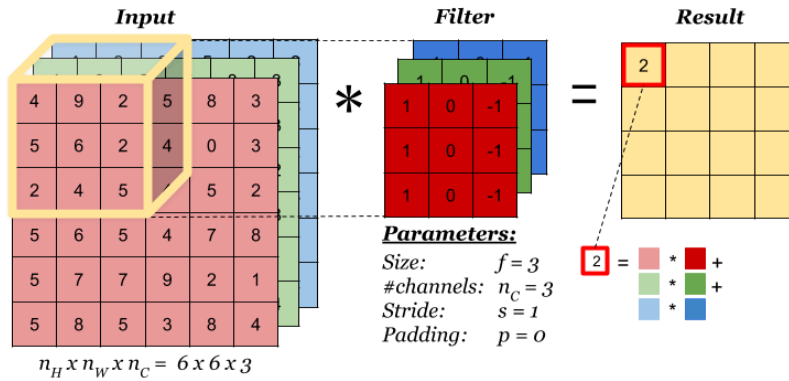 Input
Filter
Result
4 9 2 5 8 3
5 6 2 4 0 3
2 4 5 4 5 2
5 6 5 4 7 8
5 7 7 9 2 1
5 8 5 3 8 4
*
1 0 -1
1 0 -1
1 0 -1
1 0 -1
=
2
n_H x n_W x n_C = 6 x 6 x 3
Parameters:
Size: f = 3
#channels: n_C = 3
Stride: s = 1
Padding: p = 0
2 = * +
* +
*